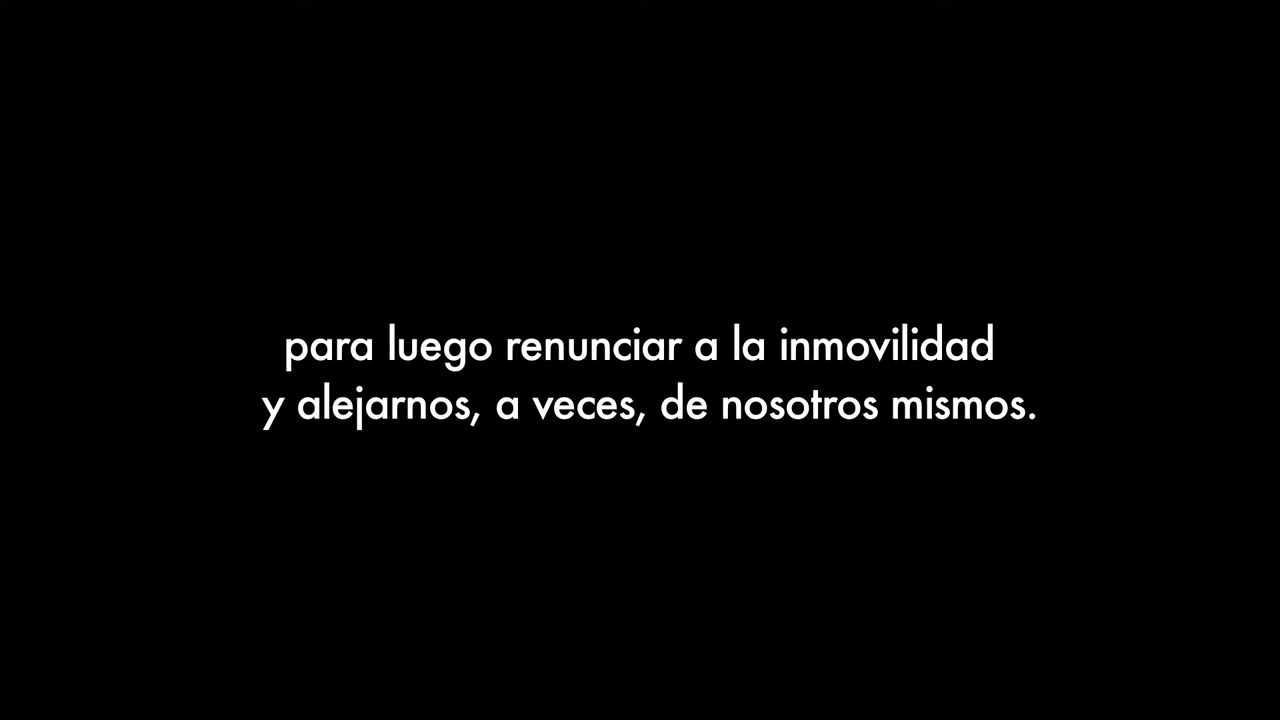 para luego renunciar a la inmovilidad
y alejarnos, a veces, de nosotros mismos.